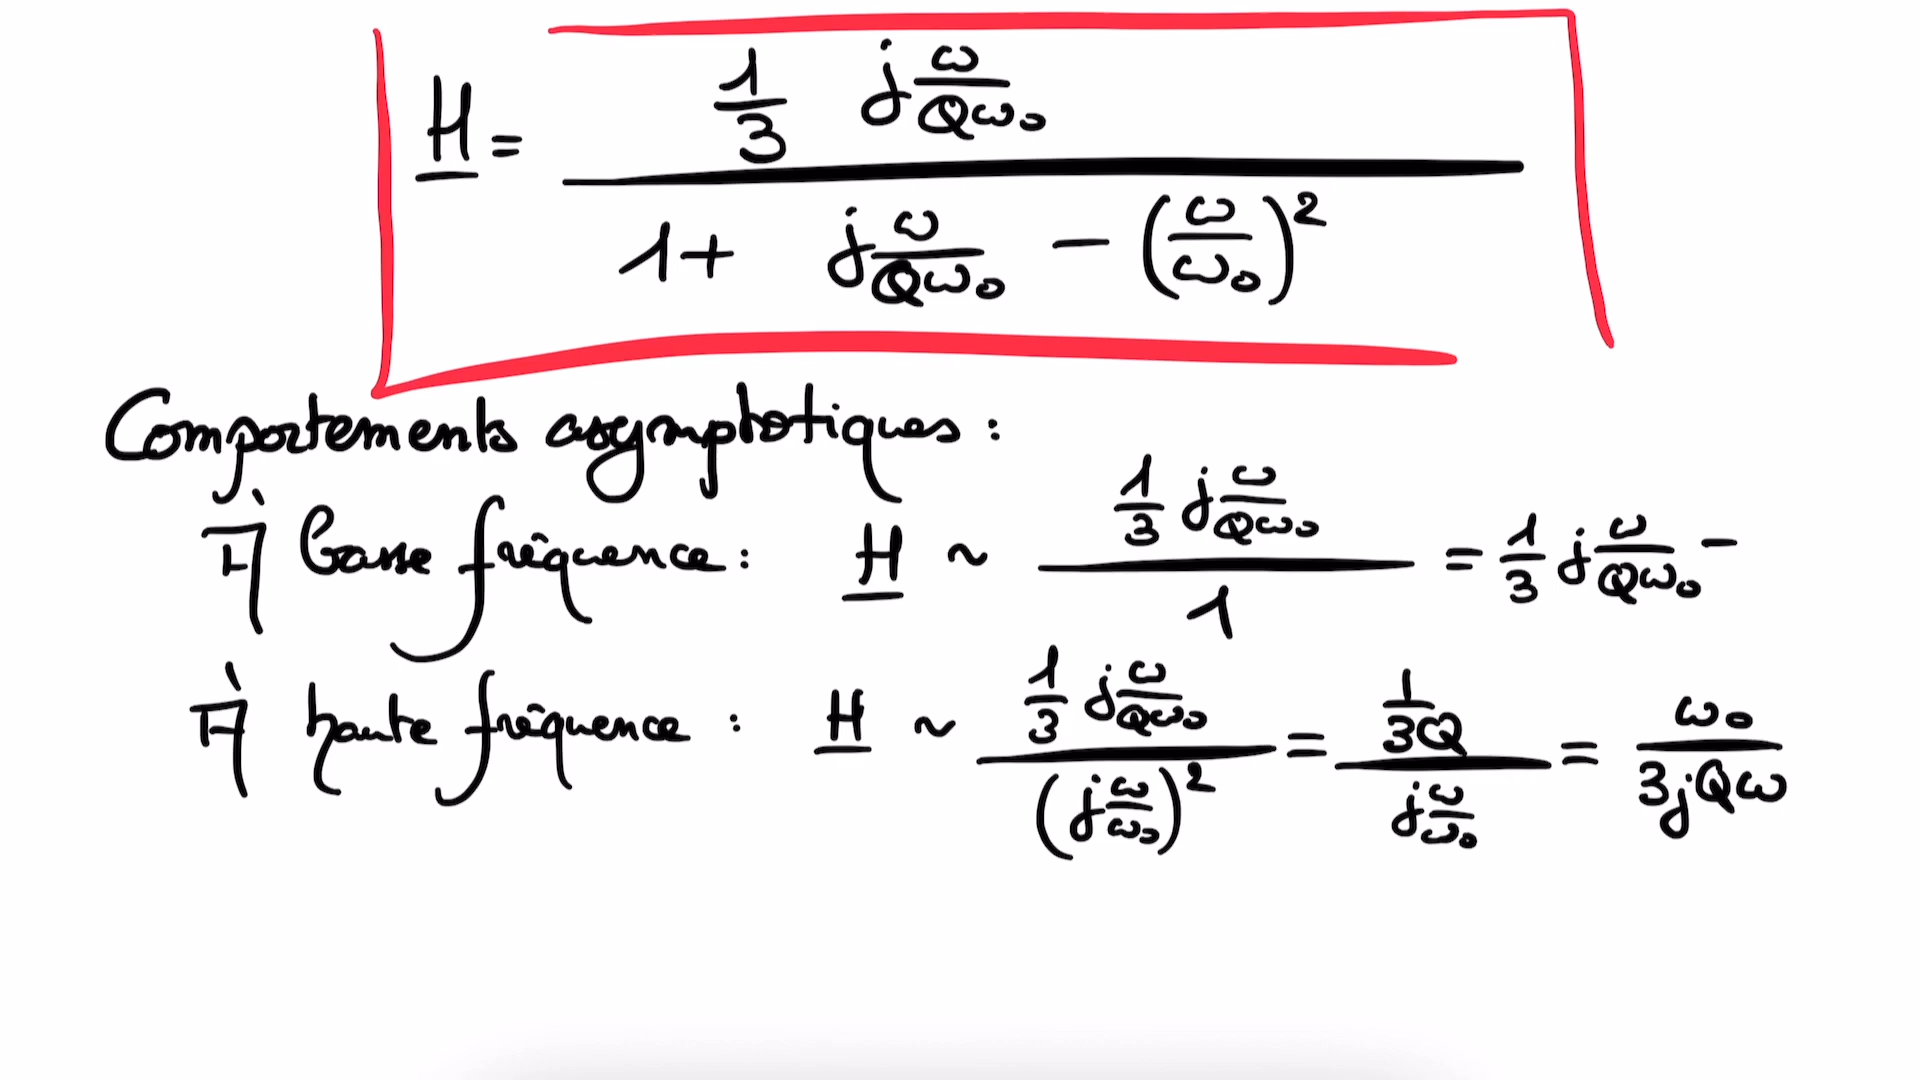 H = (1/3 j ω/Qω₀) / (1 + j ω/Qω₀ − (ω/ω₀)²)
Comportements asymptotiques :
À basse fréquence : H ~ (1/3 j ω/Qω₀) / 1 = 1/3 j ω/Qω₀ −
À haute fréquence : H ~ (1/3 j ω/Qω₀) / (j ω/ω₀)² = (1/3Q) / (j ω/ω₀) = ω₀ / 3jQω